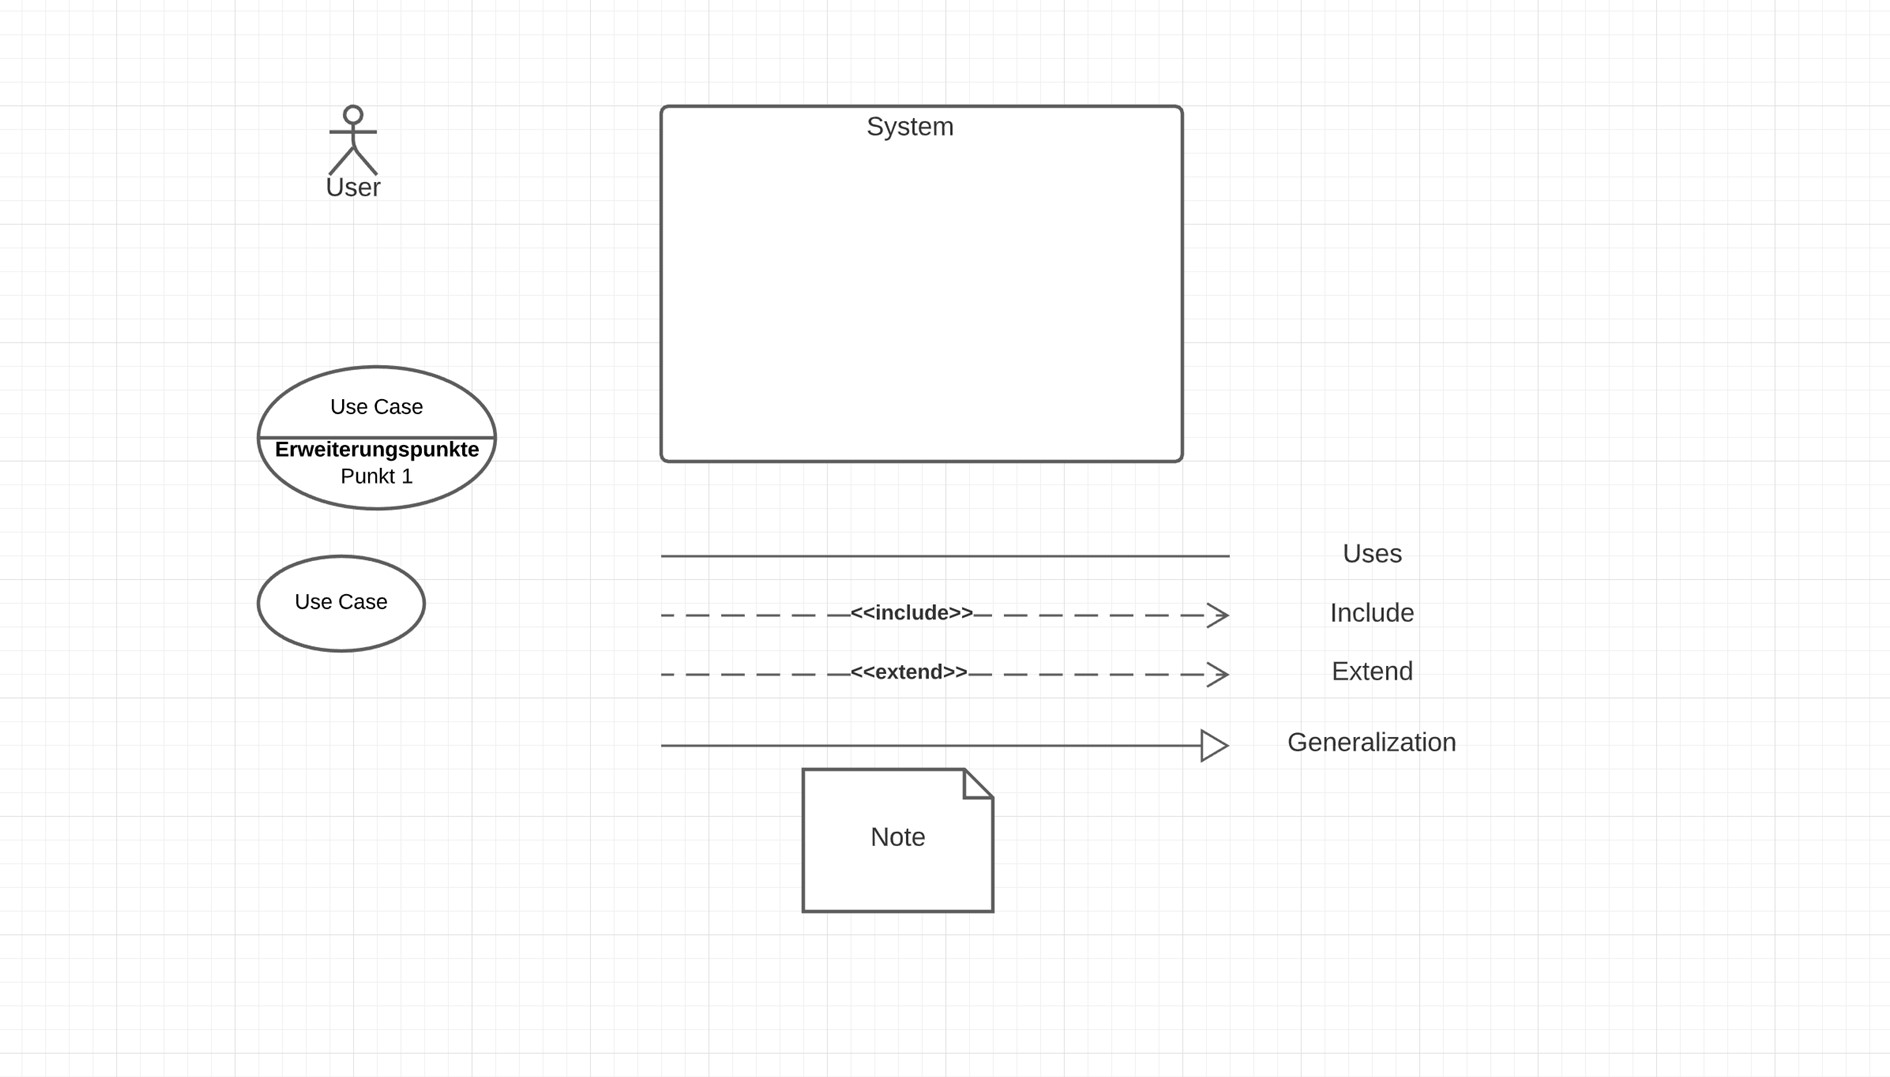 System
User
Use Case
Erweiterungspunkte
Punkt 1
Use Case
Uses
<<include>>
Include
<<extend>>
Extend
Generalization
Note